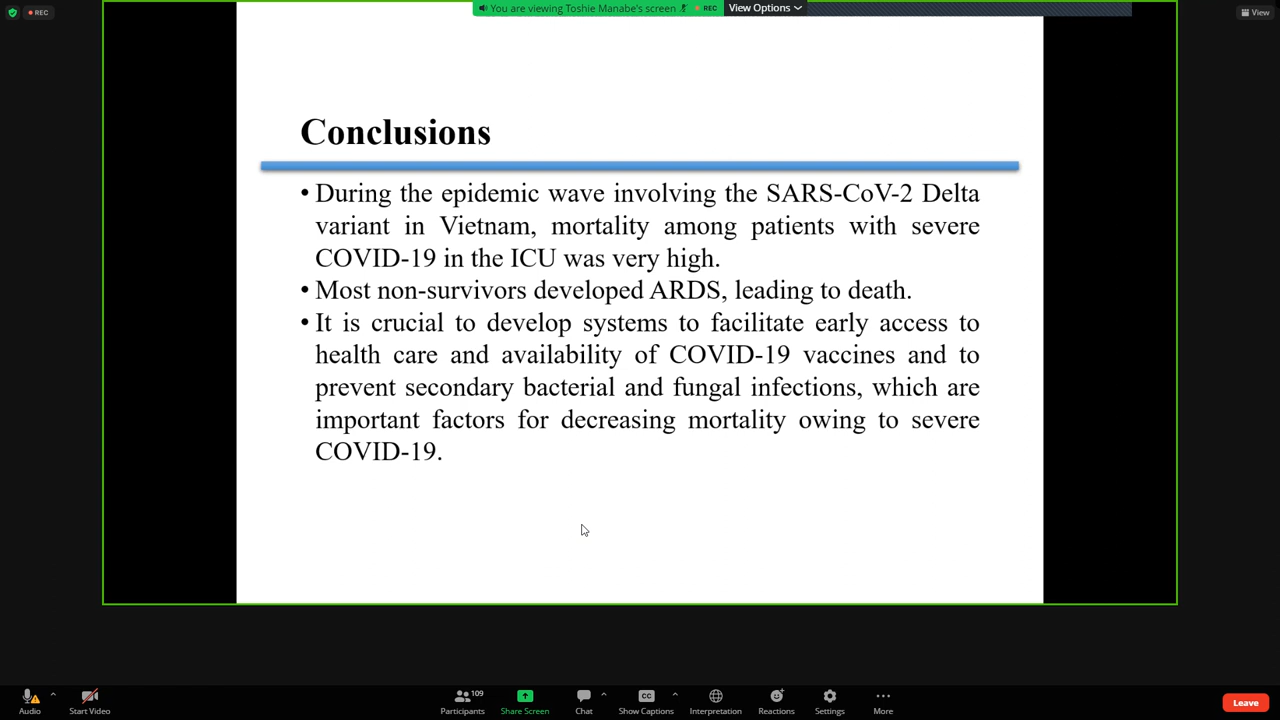 REC
You are viewing Toshie Manabe's screen
REC
View Options
View
Conclusions
• During the epidemic wave involving the SARS-CoV-2 Delta
variant in Vietnam, mortality among patients with severe
COVID-19 in the ICU was very high.
• Most non-survivors developed ARDS, leading to death.
• It is crucial to develop systems to facilitate early access to
health care and availability of COVID-19 vaccines and to
prevent secondary bacterial and fungal infections, which are
important factors for decreasing mortality owing to severe
COVID-19.
Audio
Start Video
Participants
109
Share Screen
Chat
CC
Show Captions
Interpretation
Reactions
Settings
More
Leave